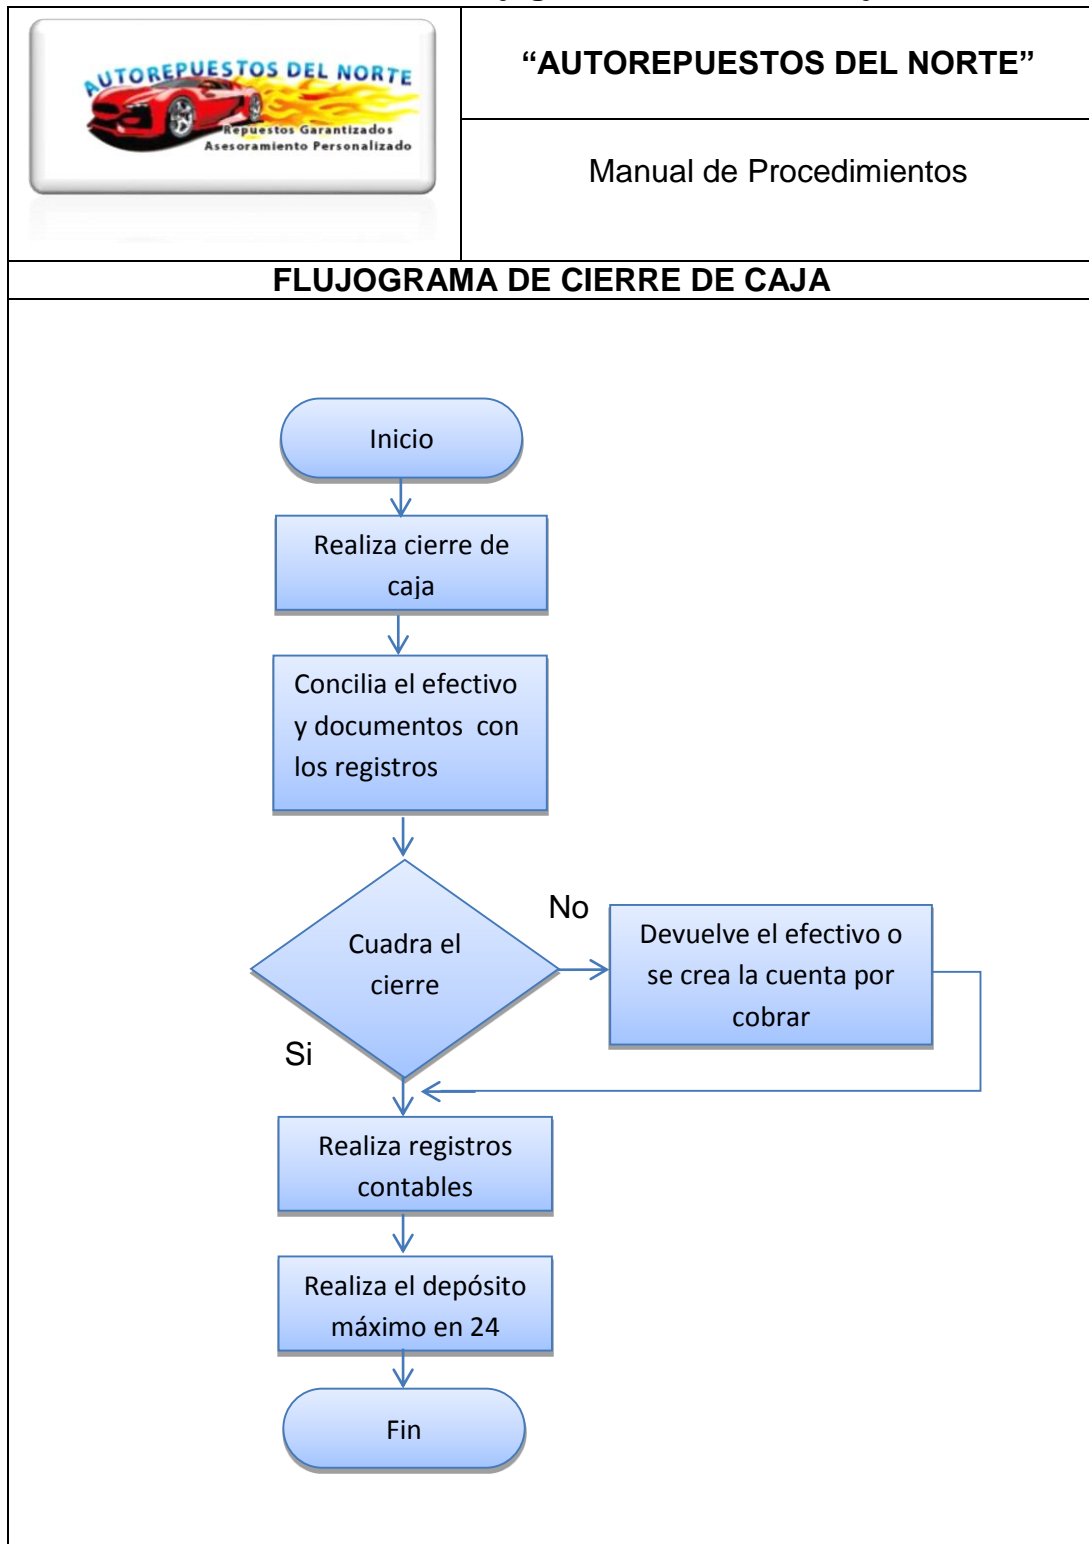 AUTOREPUESTOS DEL NORTE
Repuestos Garantizados
Asesoramiento Personalizado
“AUTOREPUESTOS DEL NORTE”
Manual de Procedimientos
FLUJOGRAMA DE CIERRE DE CAJA
Inicio
Realiza cierre de
caja
Concilia el efectivo
y documentos con
los registros
Cuadra el
cierre
No
Devuelve el efectivo o
se crea la cuenta por
cobrar
Si
Realiza registros
contables
Realiza el depósito
máximo en 24
Fin